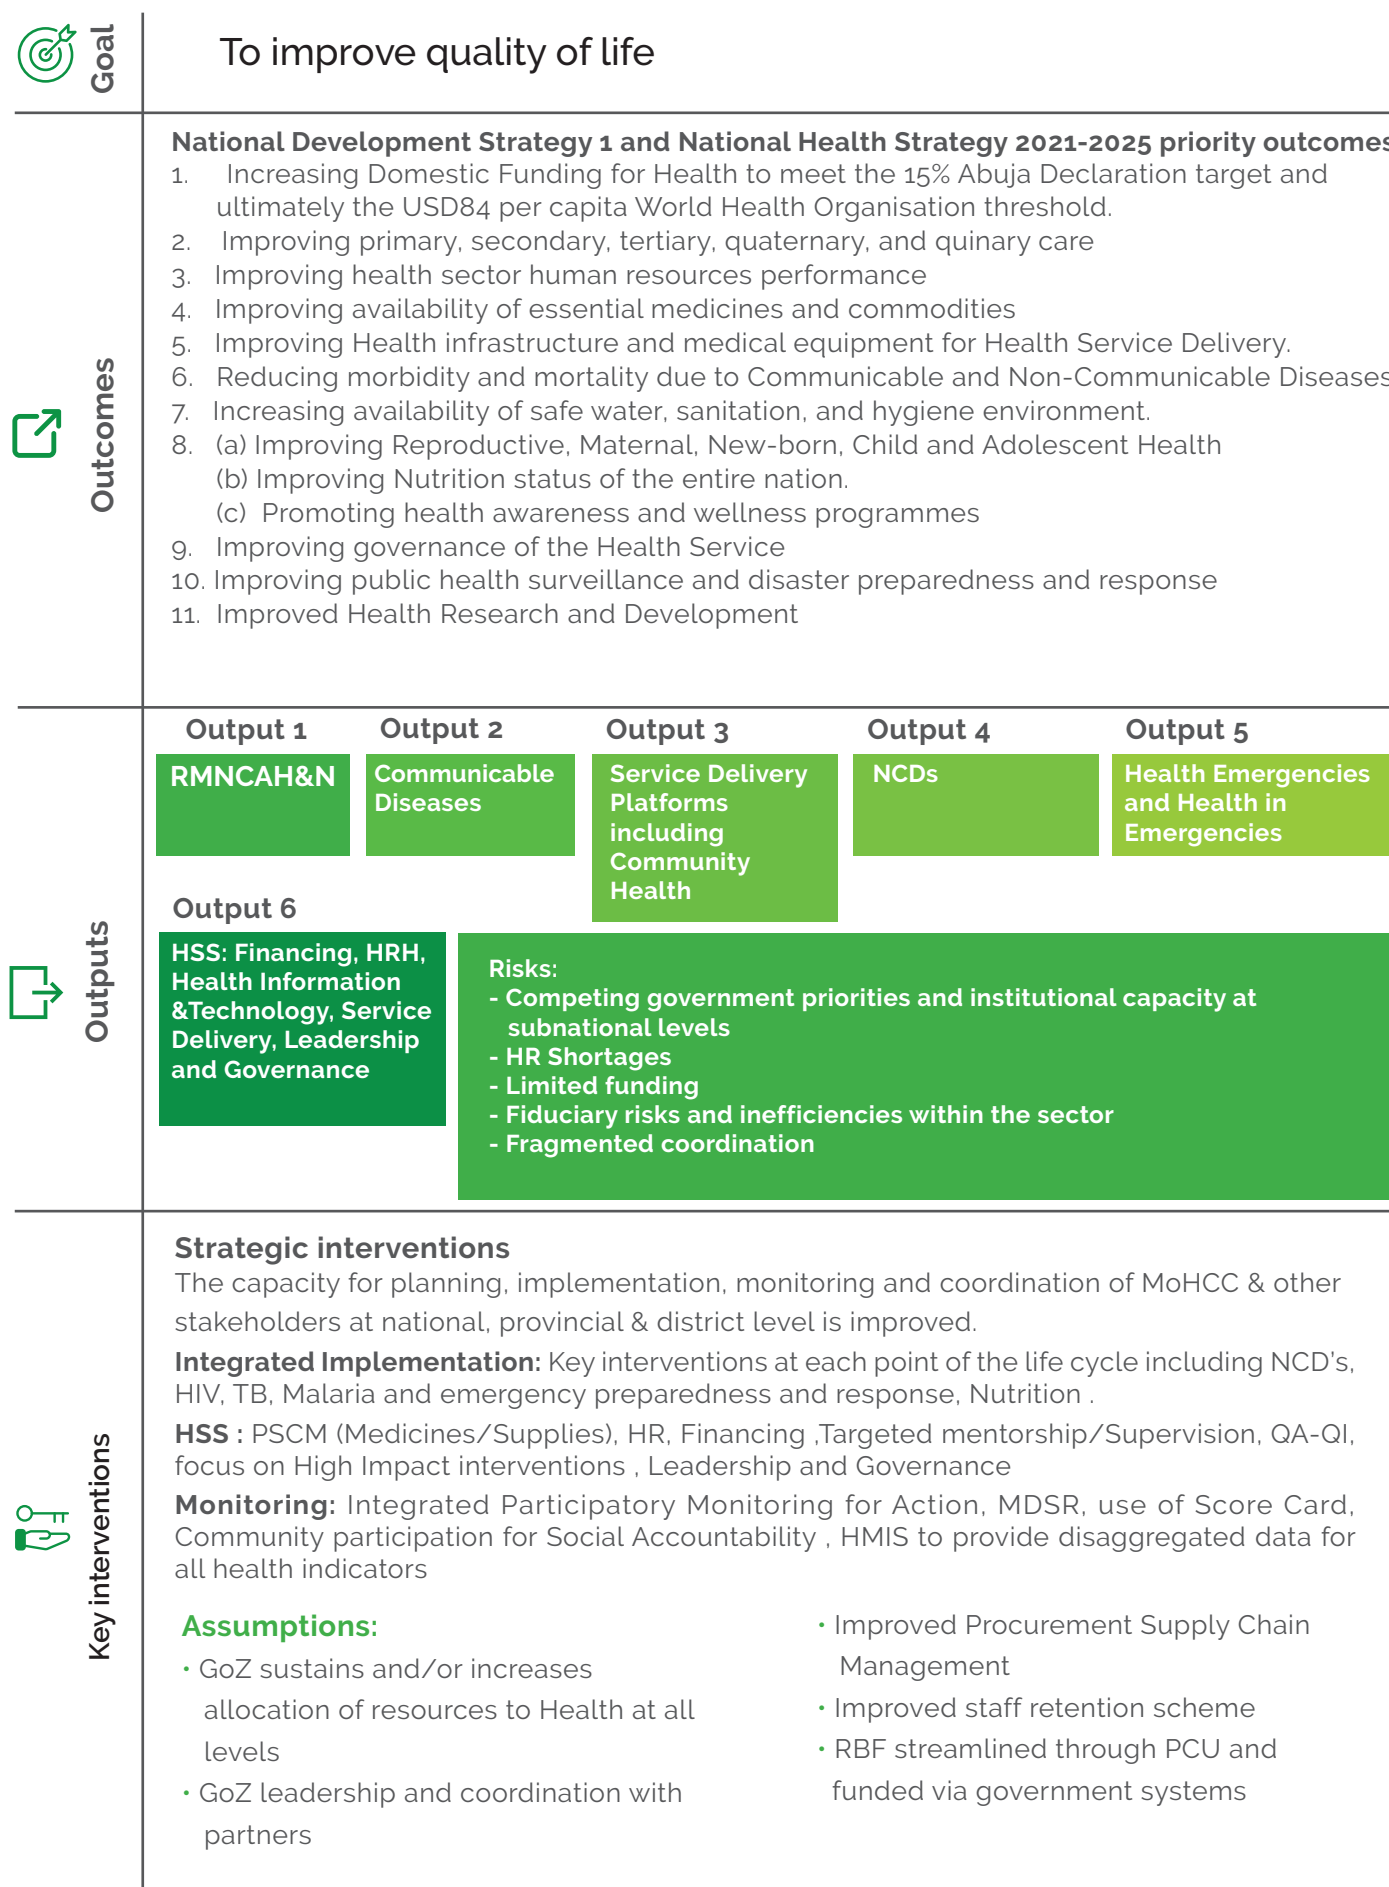 Goal
To improve quality of life
Outcomes
National Development Strategy 1 and National Health Strategy 2021-2025 priority outcomes
1. Increasing Domestic Funding for Health to meet the 15% Abuja Declaration target and
ultimately the USD84 per capita World Health Organisation threshold.
2. Improving primary, secondary, tertiary, quaternary, and quinary care
3. Improving health sector human resources performance
4. Improving availability of essential medicines and commodities
5. Improving Health infrastructure and medical equipment for Health Service Delivery.
6. Reducing morbidity and mortality due to Communicable and Non-Communicable Diseases
7. Increasing availability of safe water, sanitation, and hygiene environment.
8. (a) Improving Reproductive, Maternal, New-born, Child and Adolescent Health
(b) Improving Nutrition status of the entire nation.
(c) Promoting health awareness and wellness programmes
9. Improving governance of the Health Service
10. Improving public health surveillance and disaster preparedness and response
11. Improved Health Research and Development
Outputs
Output 1
RMNCAH&N
Output 2
Communicable
Diseases
Output 3
Service Delivery
Platforms
including
Community
Health
Output 4
NCDs
Output 5
Health Emergencies
and Health in
Emergencies
Output 6
HSS: Financing, HRH,
Health Information
&Technology, Service
Delivery, Leadership
and Governance
Risks:
- Competing government priorities and institutional capacity at
subnational levels
- HR Shortages
- Limited funding
- Fiduciary risks and inefficiencies within the sector
- Fragmented coordination
Key interventions
Strategic interventions
The capacity for planning, implementation, monitoring and coordination of MoHCC & other
stakeholders at national, provincial & district level is improved.
Integrated Implementation: Key interventions at each point of the life cycle including NCD's,
HIV, TB, Malaria and emergency preparedness and response, Nutrition .
HSS : PSCM (Medicines/Supplies), HR, Financing ,Targeted mentorship/Supervision, QA-QI,
focus on High Impact interventions , Leadership and Governance
Monitoring: Integrated Participatory Monitoring for Action, MDSR, use of Score Card,
Community participation for Social Accountability , HMIS to provide disaggregated data for
all health indicators
Assumptions:
• GoZ sustains and/or increases
allocation of resources to Health at all
levels
• GoZ leadership and coordination with
partners
• Improved Procurement Supply Chain
Management
• Improved staff retention scheme
• RBF streamlined through PCU and
funded via government systems